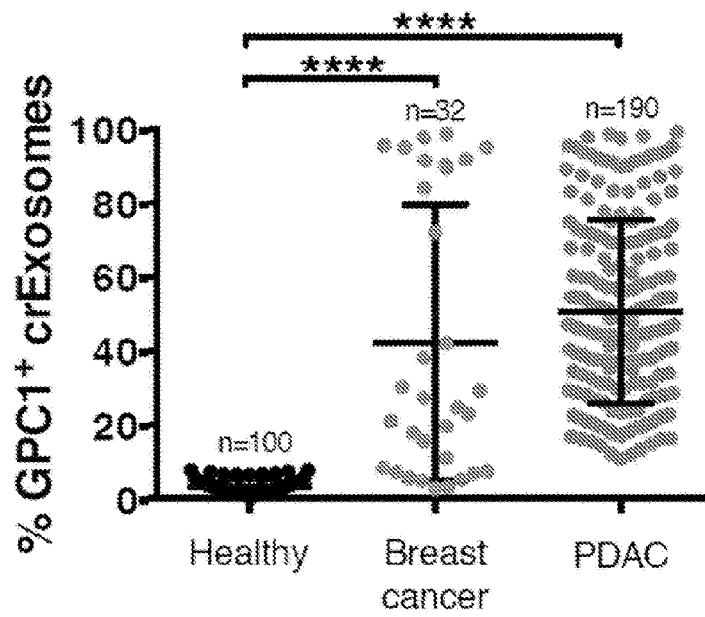 ****
****
n=32
n=190
n=100
% GPC1+ crExosomes
100
80
60
40
20
0
Healthy
Breast
cancer
PDAC